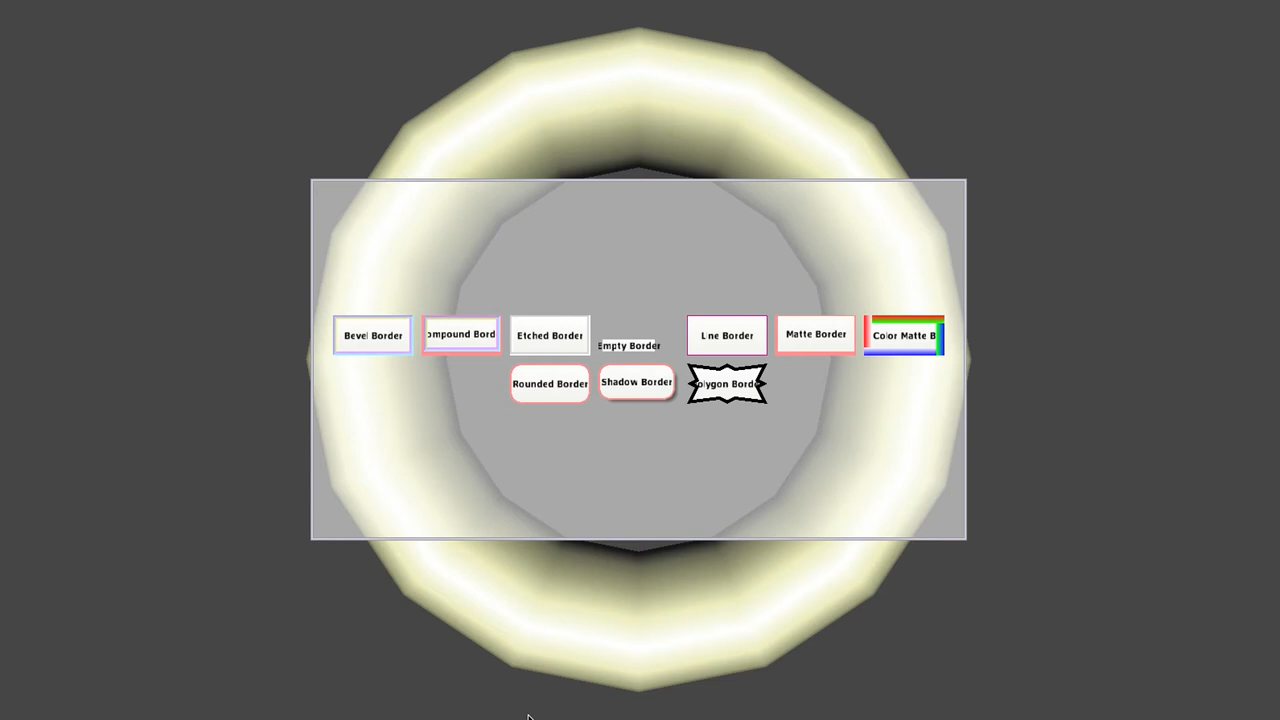 Bevel Border
ompound Bord
Etched Border
Empty Border
Line Border
Matte Border
Color Matte B
Rounded Border
Shadow Border
olygon Borde